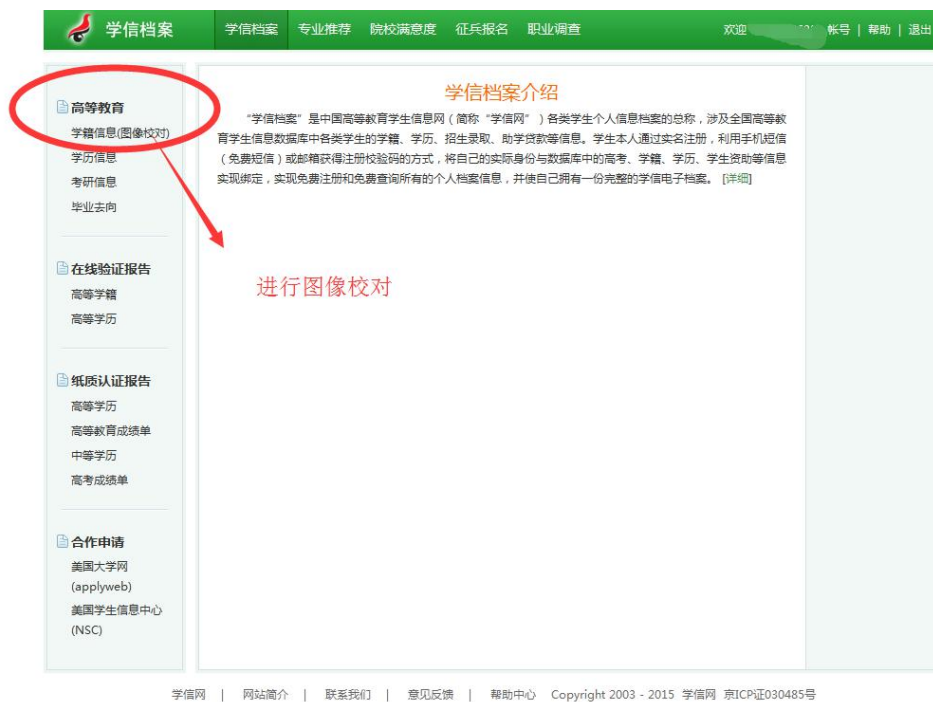 学信档案
学信档案 专业推荐 院校满意度 征兵报名 职业调查
欢迎 帐号 | 帮助 | 退出
高等教育
学籍信息(图像校对)
学历信息
考研信息
毕业去向
在线验证报告
高等学籍
高等学历
纸质认证报告
高等学历
高等教育成绩单
中等学历
高考成绩单
合作申请
美国大学网
(applyweb)
美国学生信息中心
(NSC)
学信档案介绍
“学信档案”是中国高等教育学生信息网(简称“学信网”)各类学生个人信息档案的总称,涉及全国高等教
育学生信息数据库中各类学生的学籍、学历、招生录取、助学贷款等信息。学生本人通过实名注册,利用手机短信
(免费短信)或邮箱获得注册校验码的方式,将自己的实际身份与数据库中的高考、学籍、学历、学生资助等信息
实现绑定,实现免费注册和免费查询所有的个人档案信息,并使自己拥有一份完整的学信电子档案。 [详细]
进行图像校对
学信网 | 网站简介 | 联系我们 | 意见反馈 | 帮助中心 Copyright 2003 - 2015 学信网 京ICP证030485号